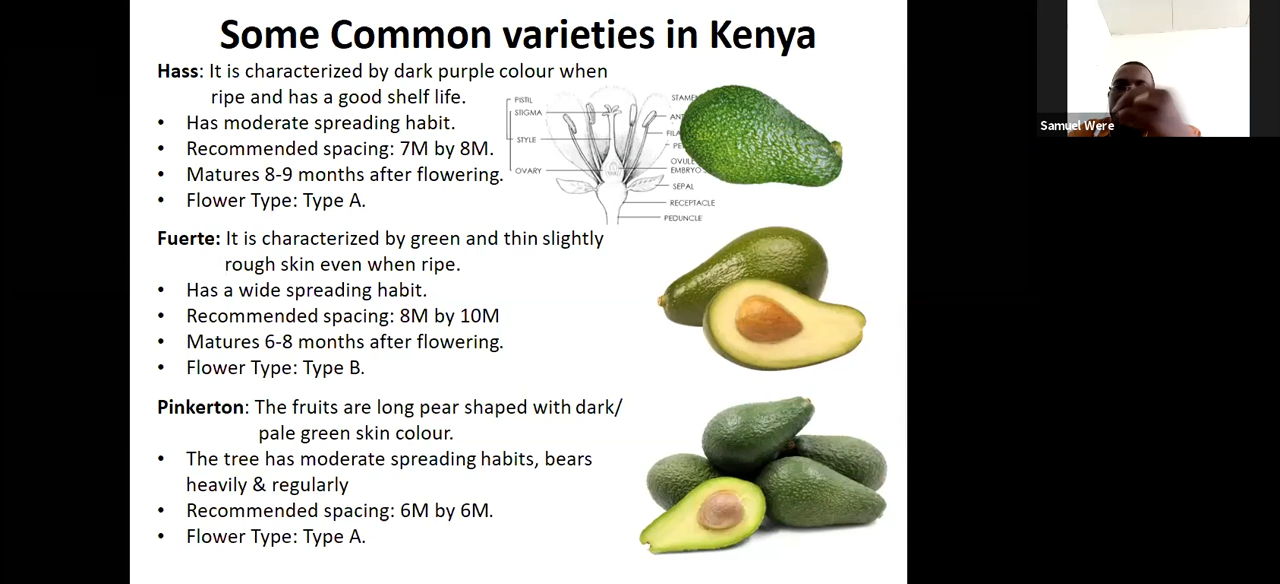 Some Common varieties in Kenya
Hass: It is characterized by dark purple colour when
ripe and has a good shelf life.
• Has moderate spreading habit.
• Recommended spacing: 7M by 8M.
• Matures 8-9 months after flowering.
• Flower Type: Type A.
PISTIL
STIGMA
STYLE
OVARY
STAMEN
OVULE
EMBRYO
SEPAL
RECEPTACLE
PEDUNCLE
Fuerte: It is characterized by green and thin slightly
rough skin even when ripe.
• Has a wide spreading habit.
• Recommended spacing: 8M by 10M
• Matures 6-8 months after flowering.
• Flower Type: Type B.
Pinkerton: The fruits are long pear shaped with dark/
pale green skin colour.
• The tree has moderate spreading habits, bears
heavily & regularly
• Recommended spacing: 6M by 6M.
• Flower Type: Type A.
Samuel Were